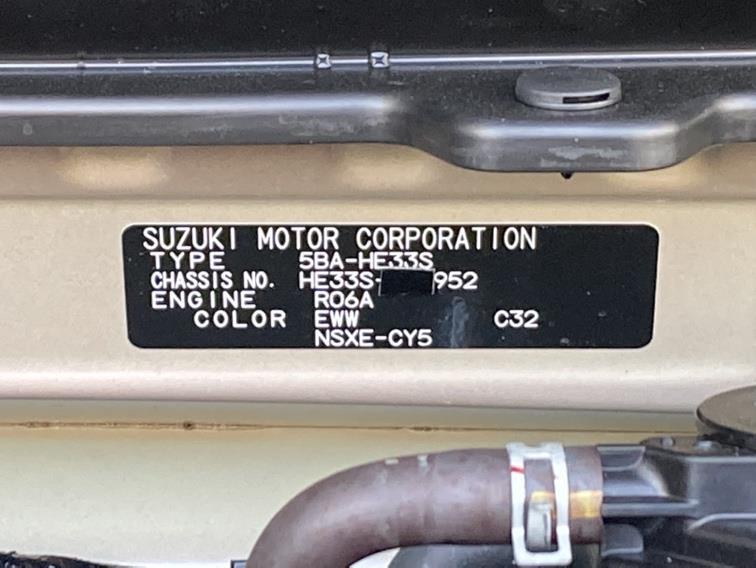 SUZUKI MOTOR CORPORATION
TYPE 5BA-HE33S
CHASSIS NO. HE33S- 952
ENGINE R06A
COLOR EWW C32
NSXE-CY5